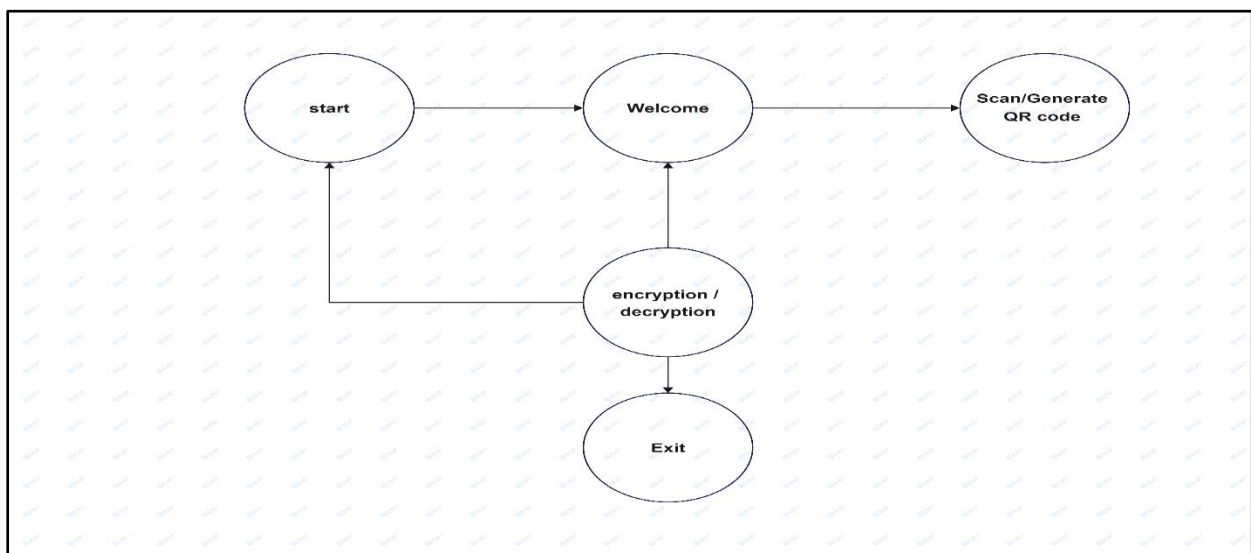 start
Welcome
Scan/Generate
QR code
encryption /
decryption
Exit